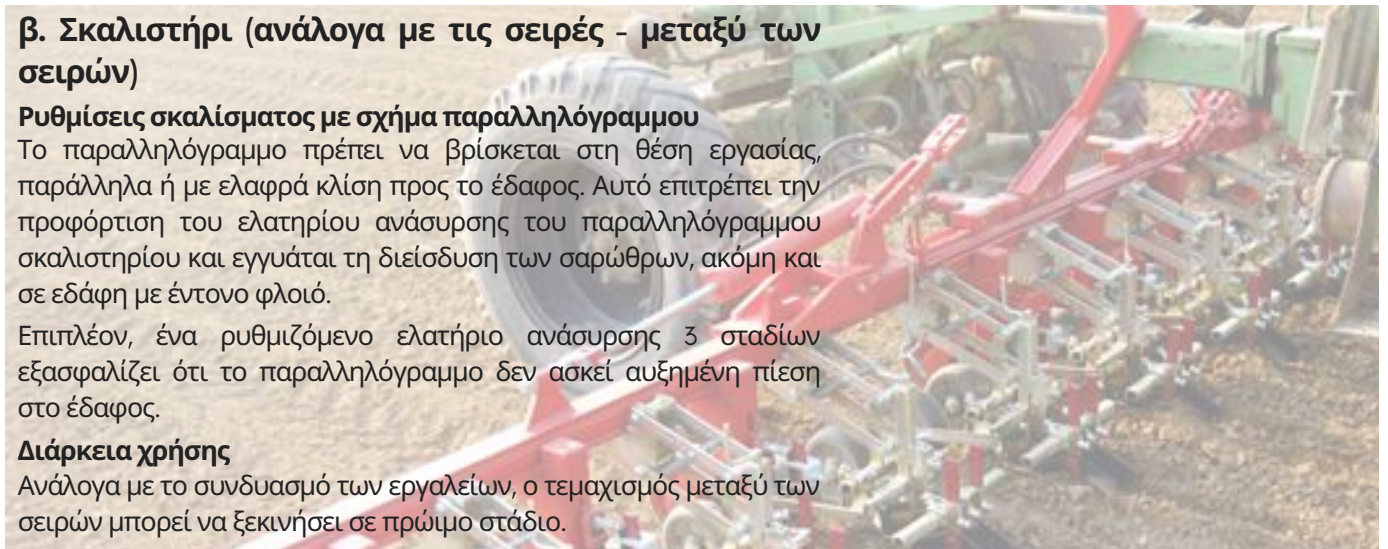 β. Σκαλιστήρι (ανάλογα με τις σειρές - μεταξύ των
σειρών)
Ρυθμίσεις σκαλίσματος με σχήμα παραλληλόγραμμου
Το παραλληλόγραμμο πρέπει να βρίσκεται στη θέση εργασίας,
παράλληλα ή με ελαφρά κλίση προς το έδαφος. Αυτό επιτρέπει την
προφόρτιση του ελατηρίου ανάσυρσης του παραλληλόγραμμου
σκαλιστηρίου και εγγυάται τη διείσδυση των σαρώθρων, ακόμη και
σε εδάφη με έντονο φλοιό.
Επιπλέον, ένα ρυθμιζόμενο ελατήριο ανάσυρσης 3 σταδίων
εξασφαλίζει ότι το παραλληλόγραμμο δεν ασκεί αυξημένη πίεση
στο έδαφος.
Διάρκεια χρήσης
Ανάλογα με το συνδυασμό των εργαλείων, ο τεμαχισμός μεταξύ των
σειρών μπορεί να ξεκινήσει σε πρώιμο στάδιο.